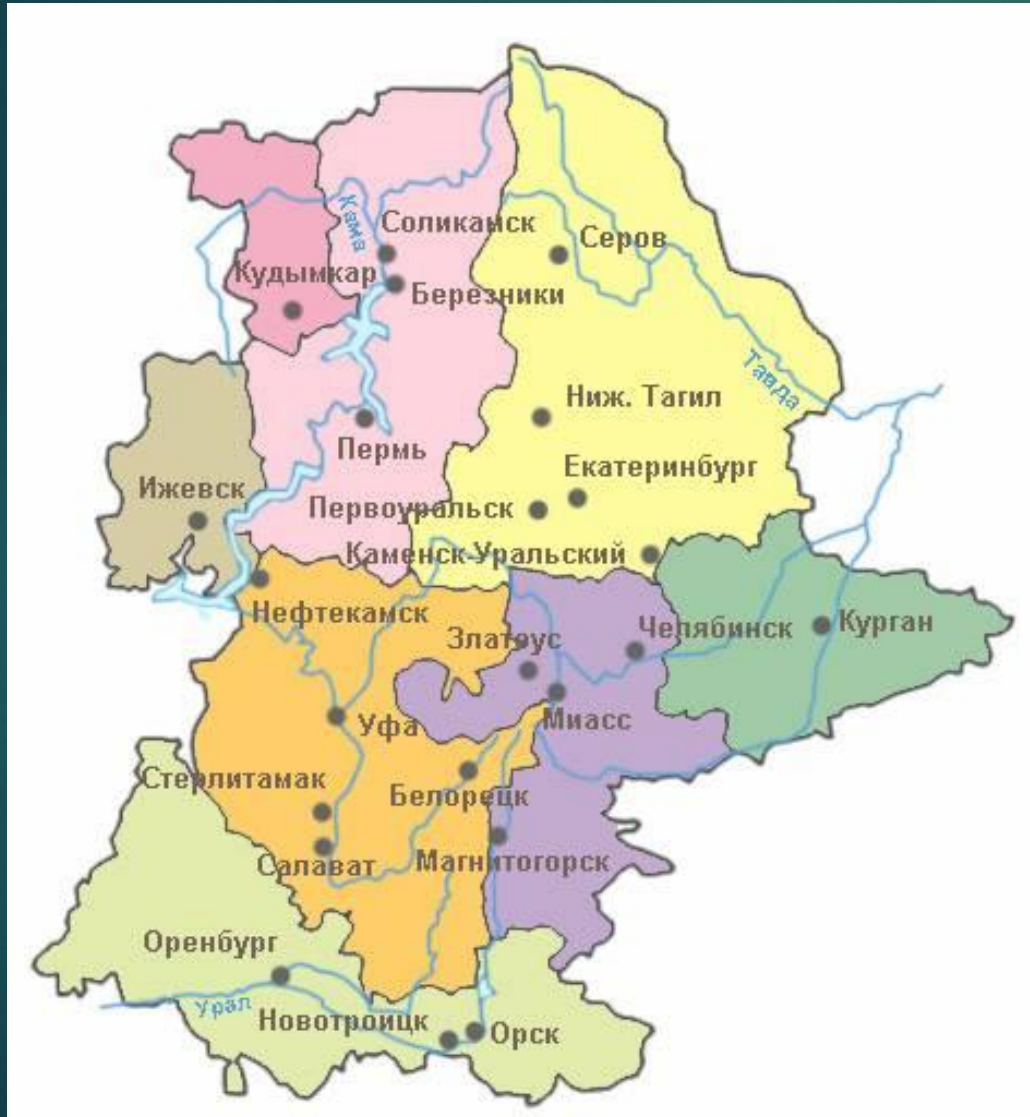 Кама
Соликамск
Серов
Кудымкар
Березники
Тавда
Ниж. Тагил
Пермь
Екатеринбург
Ижевск
Первоуральск
Каменск-Уральский
Нефтекамск
Златоус
Челябинск
Курган
Миасс
Уфа
Стерлитамак
Белорецк
Салават
Магнитогорск
Оренбург
Урал
Новотроицк
Орск